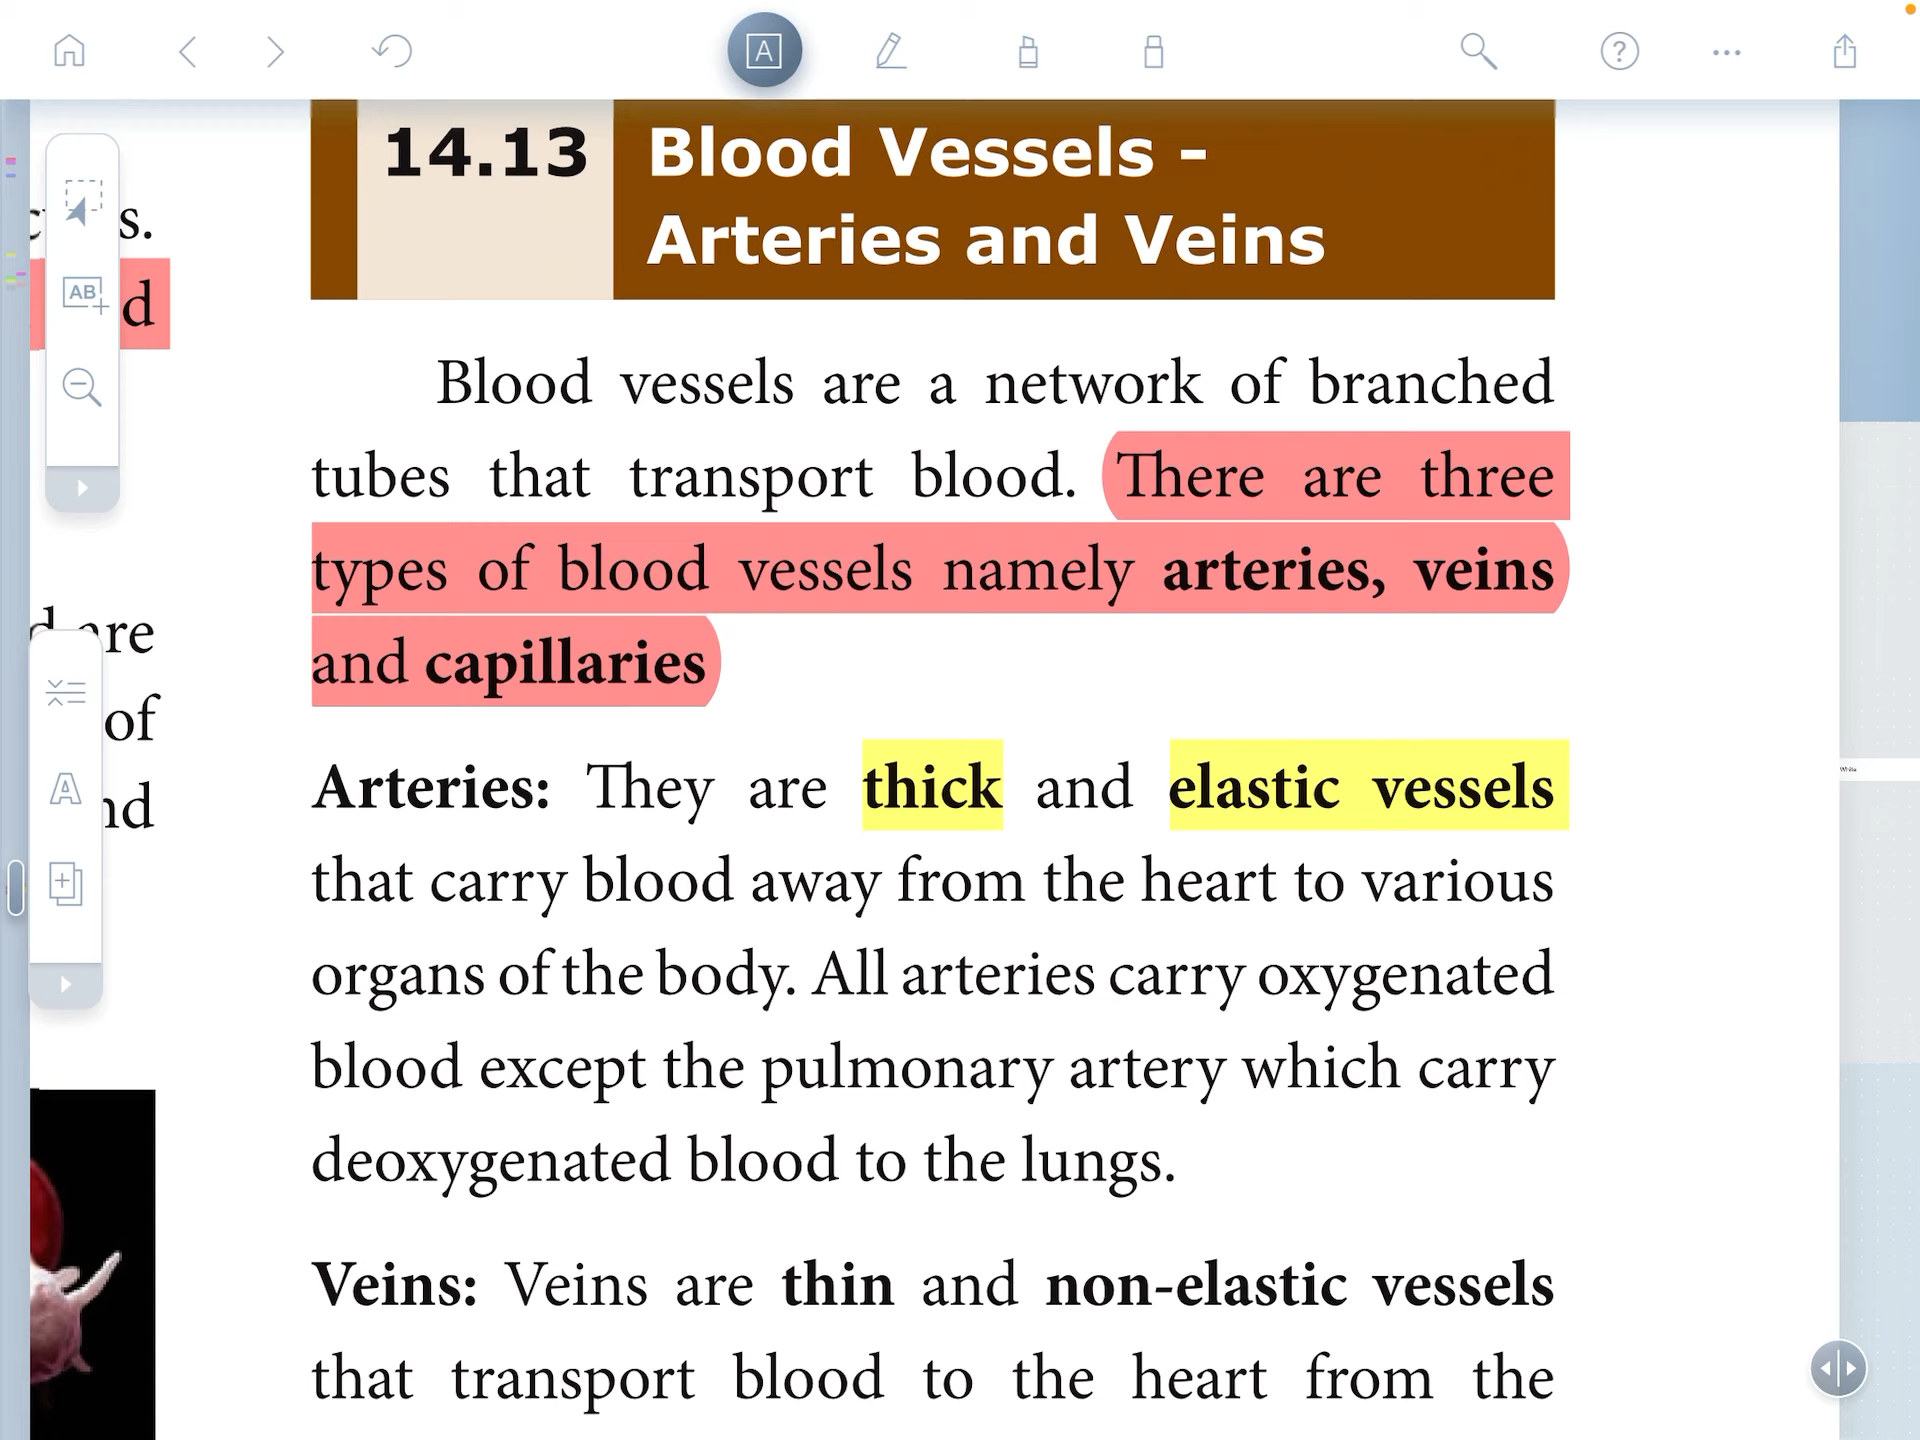 14.13 Blood Vessels -
Arteries and Veins
s.
d
Blood vessels are a network of branched
tubes that transport blood. There are three
types of blood vessels namely arteries, veins
and capillaries
are
of
nd
Arteries: They are thick and elastic vessels
that carry blood away from the heart to various
organs of the body. All arteries carry oxygenated
blood except the pulmonary artery which carry
deoxygenated blood to the lungs.
Veins: Veins are thin and non-elastic vessels
that transport blood to the heart from the